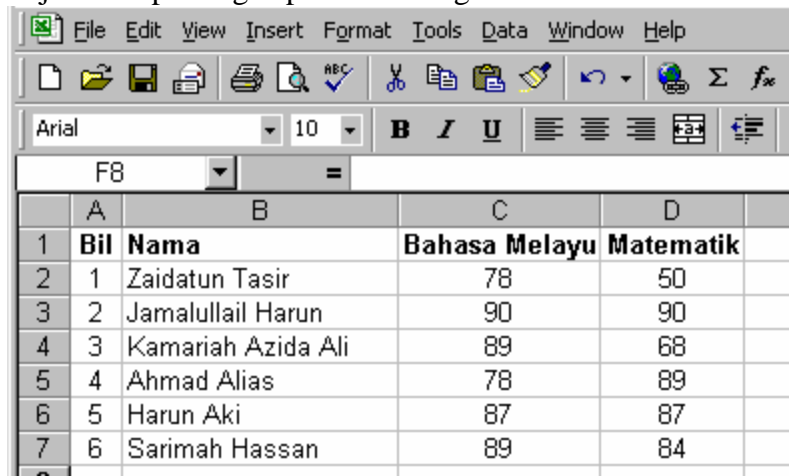 File Edit View Insert Format Tools Data Window Help
ABC Σ fx
Arial 10 B I U a
F8 =
A B C D
1 Bil Nama Bahasa Melayu Matematik
2 1 Zaidatun Tasir 78 50
3 2 Jamalullail Harun 90 90
4 3 Kamariah Azida Ali 89 68
5 4 Ahmad Alias 78 89
6 5 Harun Aki 87 87
7 6 Sarimah Hassan 89 84